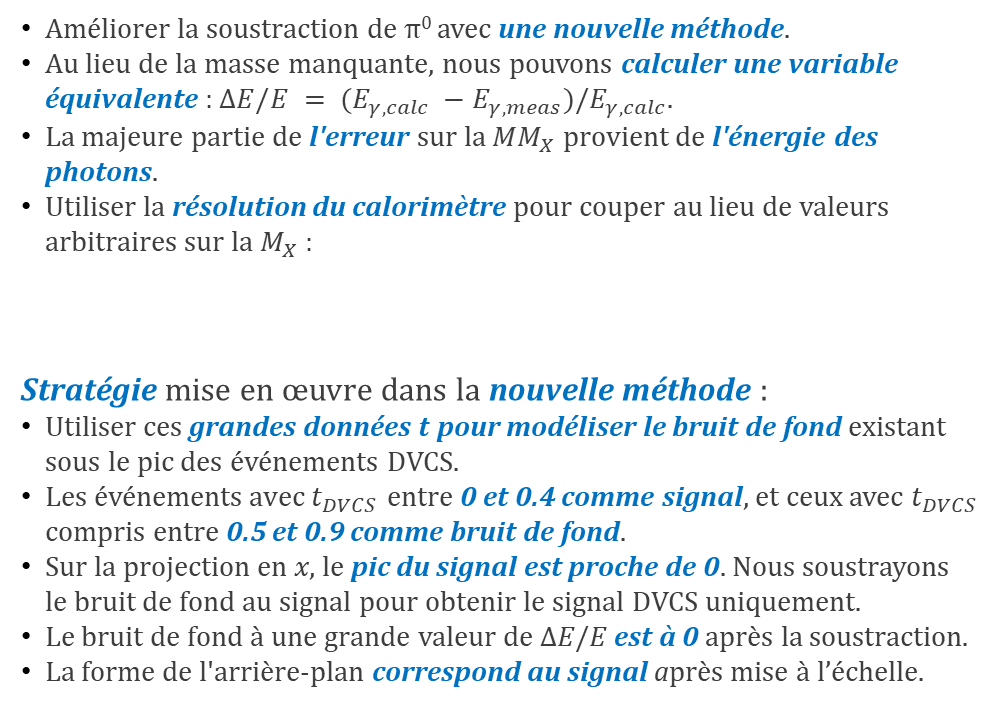 • Améliorer la soustraction de π⁰ avec une nouvelle méthode.
• Au lieu de la masse manquante, nous pouvons calculer une variable
équivalente : ΔE/E = (E_{γ,calc} − E_{γ,meas})/E_{γ,calc}.
• La majeure partie de l'erreur sur la MM_X provient de l'énergie des
photons.
• Utiliser la résolution du calorimètre pour couper au lieu de valeurs
arbitraires sur la M_X :
Stratégie mise en œuvre dans la nouvelle méthode :
• Utiliser ces grandes données t pour modéliser le bruit de fond existant
sous le pic des événements DVCS.
• Les événements avec t_{DVCS} entre 0 et 0.4 comme signal, et ceux avec t_{DVCS}
compris entre 0.5 et 0.9 comme bruit de fond.
• Sur la projection en x, le pic du signal est proche de 0. Nous soustrayons
le bruit de fond au signal pour obtenir le signal DVCS uniquement.
• Le bruit de fond à une grande valeur de ΔE/E est à 0 après la soustraction.
• La forme de l'arrière-plan correspond au signal après mise à l’échelle.